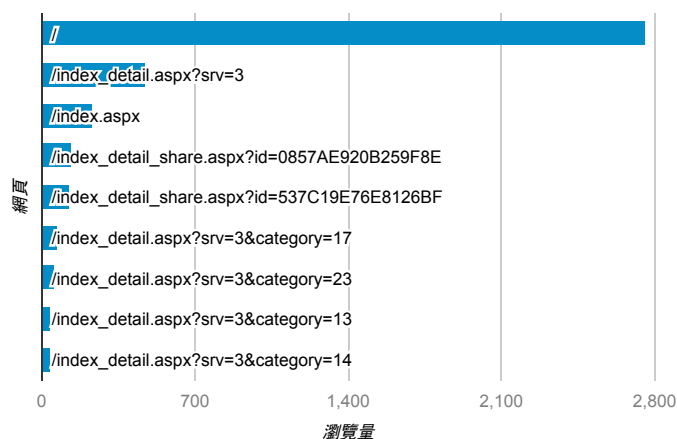 /
/index_detail.aspx?srv=3
/index.aspx
/index_detail_share.aspx?id=0857AE920B259F8E
/index_detail_share.aspx?id=537C19E76E8126BF
/index_detail.aspx?srv=3&category=17
/index_detail.aspx?srv=3&category=23
/index_detail.aspx?srv=3&category=13
/index_detail.aspx?srv=3&category=14
網頁
0 700 1,400 2,100 2,800
瀏覽量